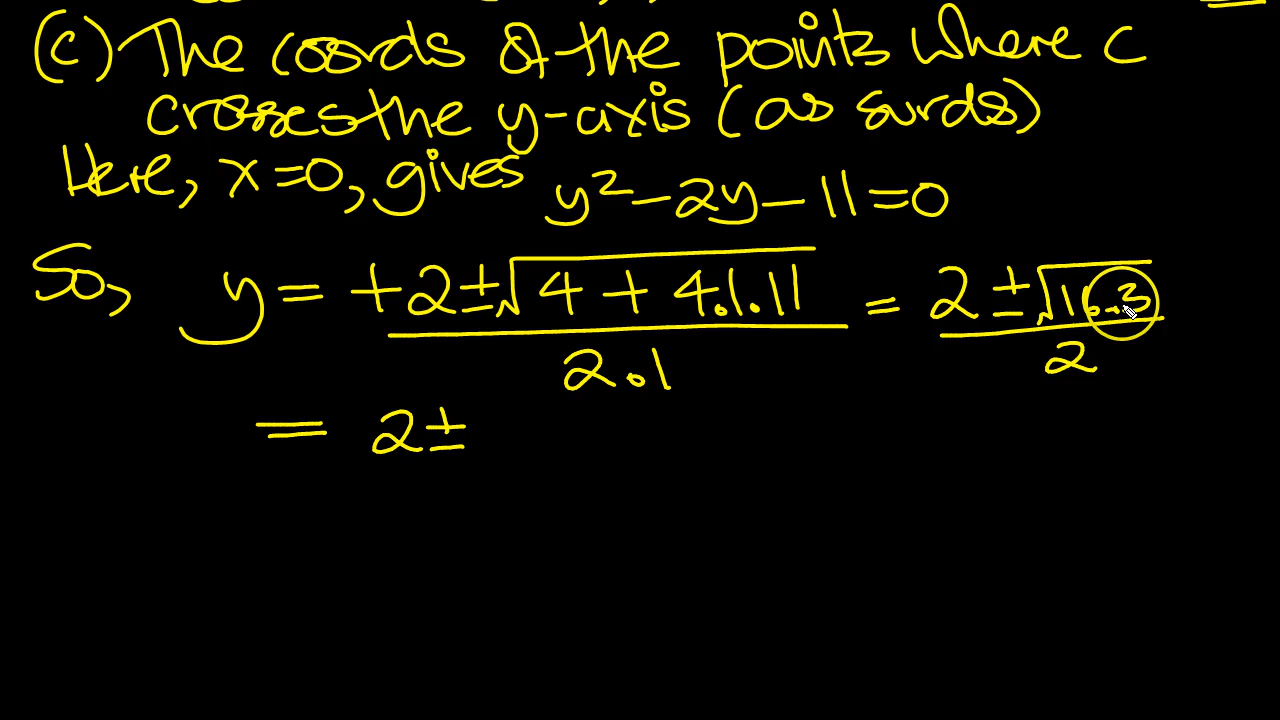 (c) The coords of the points where C
crosses the y-axis (as surds)
Here, x=0, gives y²-2y-11=0
So, y = +2±√4+4.1.11 / 2.1 = 2±√16.3 / 2
= 2±